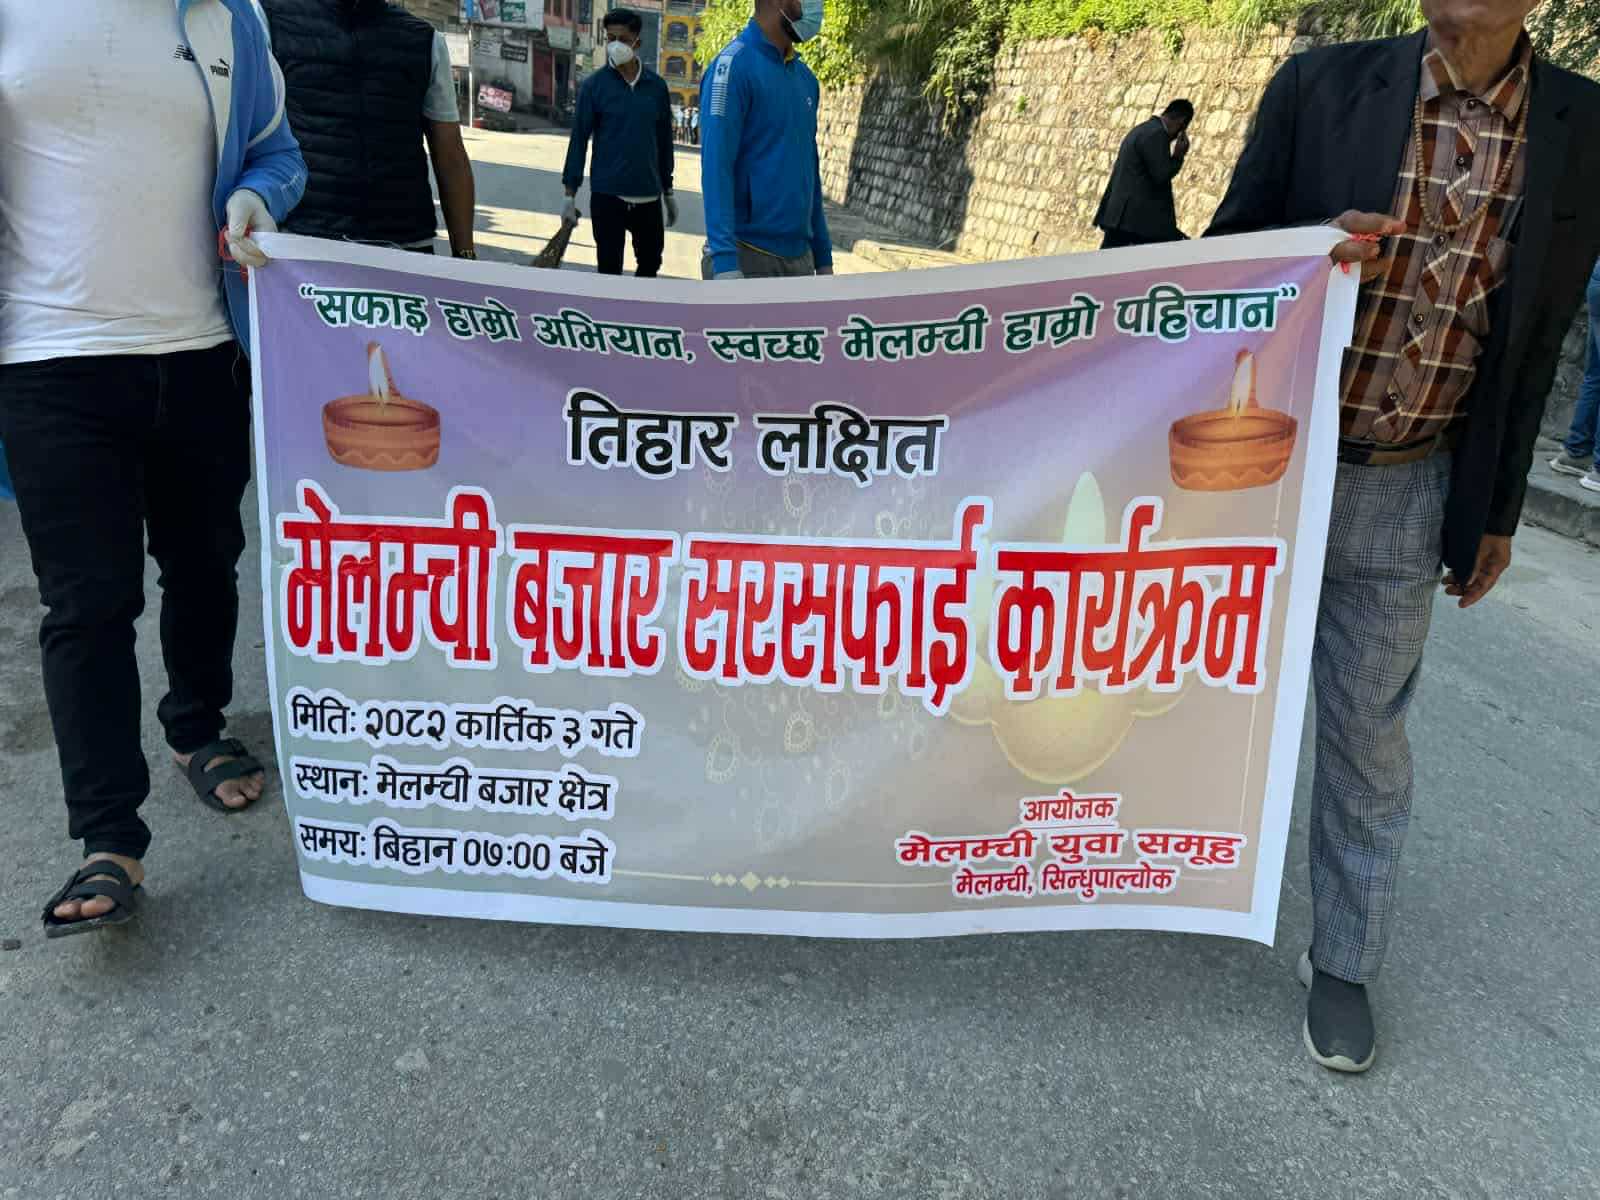 “सफाइ हाम्रो अभियान, स्वच्छ मेलम्ची हाम्रो पहिचान”
तिहार लक्षित
मेलम्ची बजार सरसफाई कार्यक्रम
मितिः २०८२ कार्त्तिक ३ गते
स्थानः मेलम्ची बजार क्षेत्र
समयः बिहान ०७:०० बजे
आयोजक
मेलम्ची युवा समूह
मेलम्ची, सिन्धुपाल्चोक
PUMA